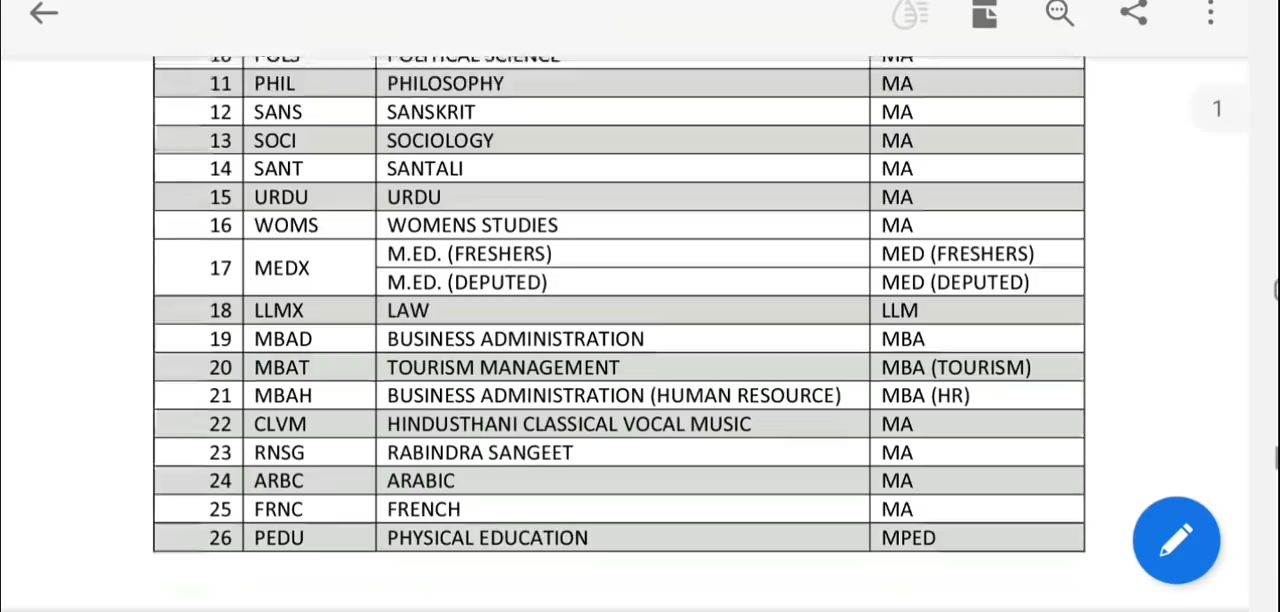 11 PHIL PHILOSOPHY MA
1
12 SANS SANSKRIT MA
13 SOCI SOCIOLOGY MA
14 SANT SANTALI MA
15 URDU URDU MA
16 WOMS WOMENS STUDIES MA
17 MEDX M.ED. (FRESHERS) MED (FRESHERS)
M.ED. (DEPUTED) MED (DEPUTED)
18 LLMX LAW LLM
19 MBAD BUSINESS ADMINISTRATION MBA
20 MBAT TOURISM MANAGEMENT MBA (TOURISM)
21 MBAH BUSINESS ADMINISTRATION (HUMAN RESOURCE) MBA (HR)
22 CLVM HINDUSTHANI CLASSICAL VOCAL MUSIC MA
23 RNSG RABINDRA SANGEET MA
24 ARBC ARABIC MA
25 FRNC FRENCH MA
26 PEDU PHYSICAL EDUCATION MPED